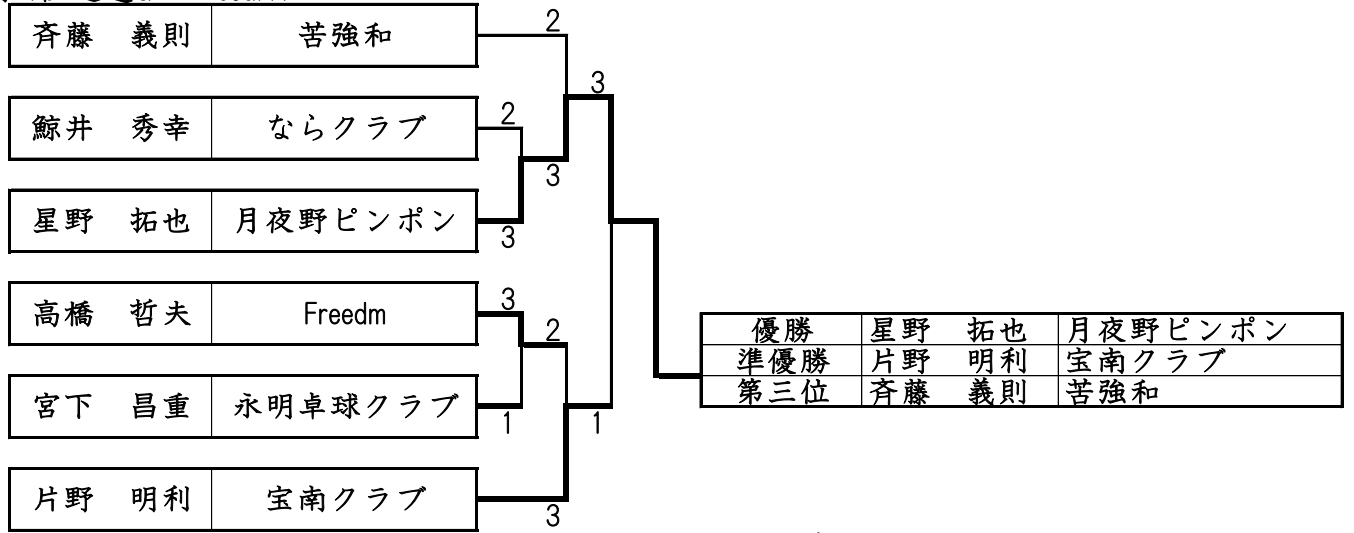 斉藤　義則 苦強和
2
3
鯨井　秀幸 ならクラブ
2
3
星野　拓也 月夜野ピンポン
3
高橋　哲夫 Freedm
3
2
優勝 星野　拓也 月夜野ピンポン
準優勝 片野　明利 宝南クラブ
第三位 斉藤　義則 苦強和
宮下　昌重 永明卓球クラブ
1
1
片野　明利 宝南クラブ
3